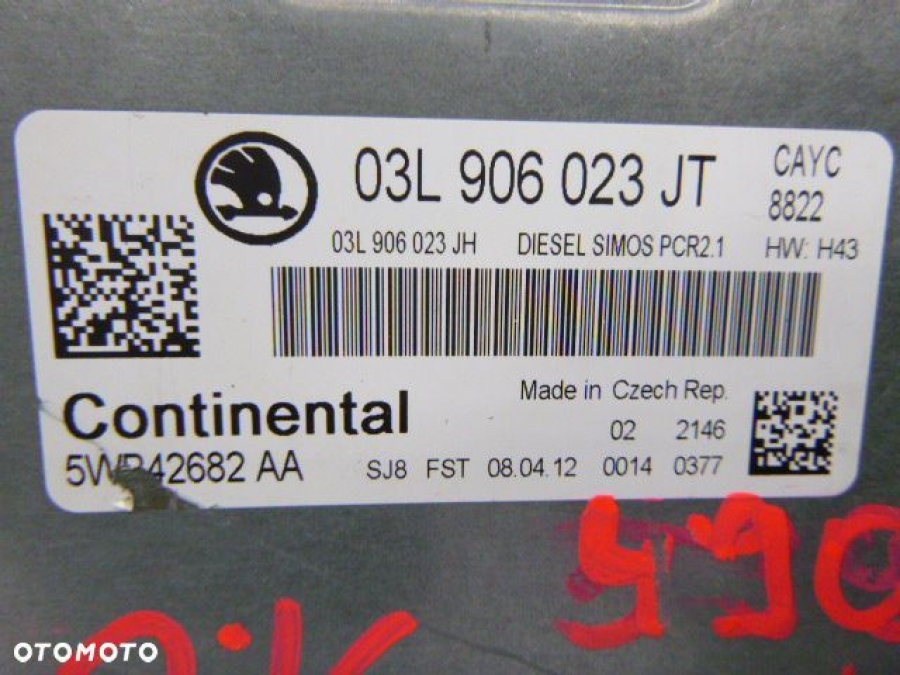 03L 906 023 JT
CAYC
8822
03L 906 023 JH DIESEL SIMOS PCR2.1 HW: H43
Continental
Made in Czech Rep.
02 2146
AA
SJ8 FST 08.04.12 0014 0377
OTOMOTO